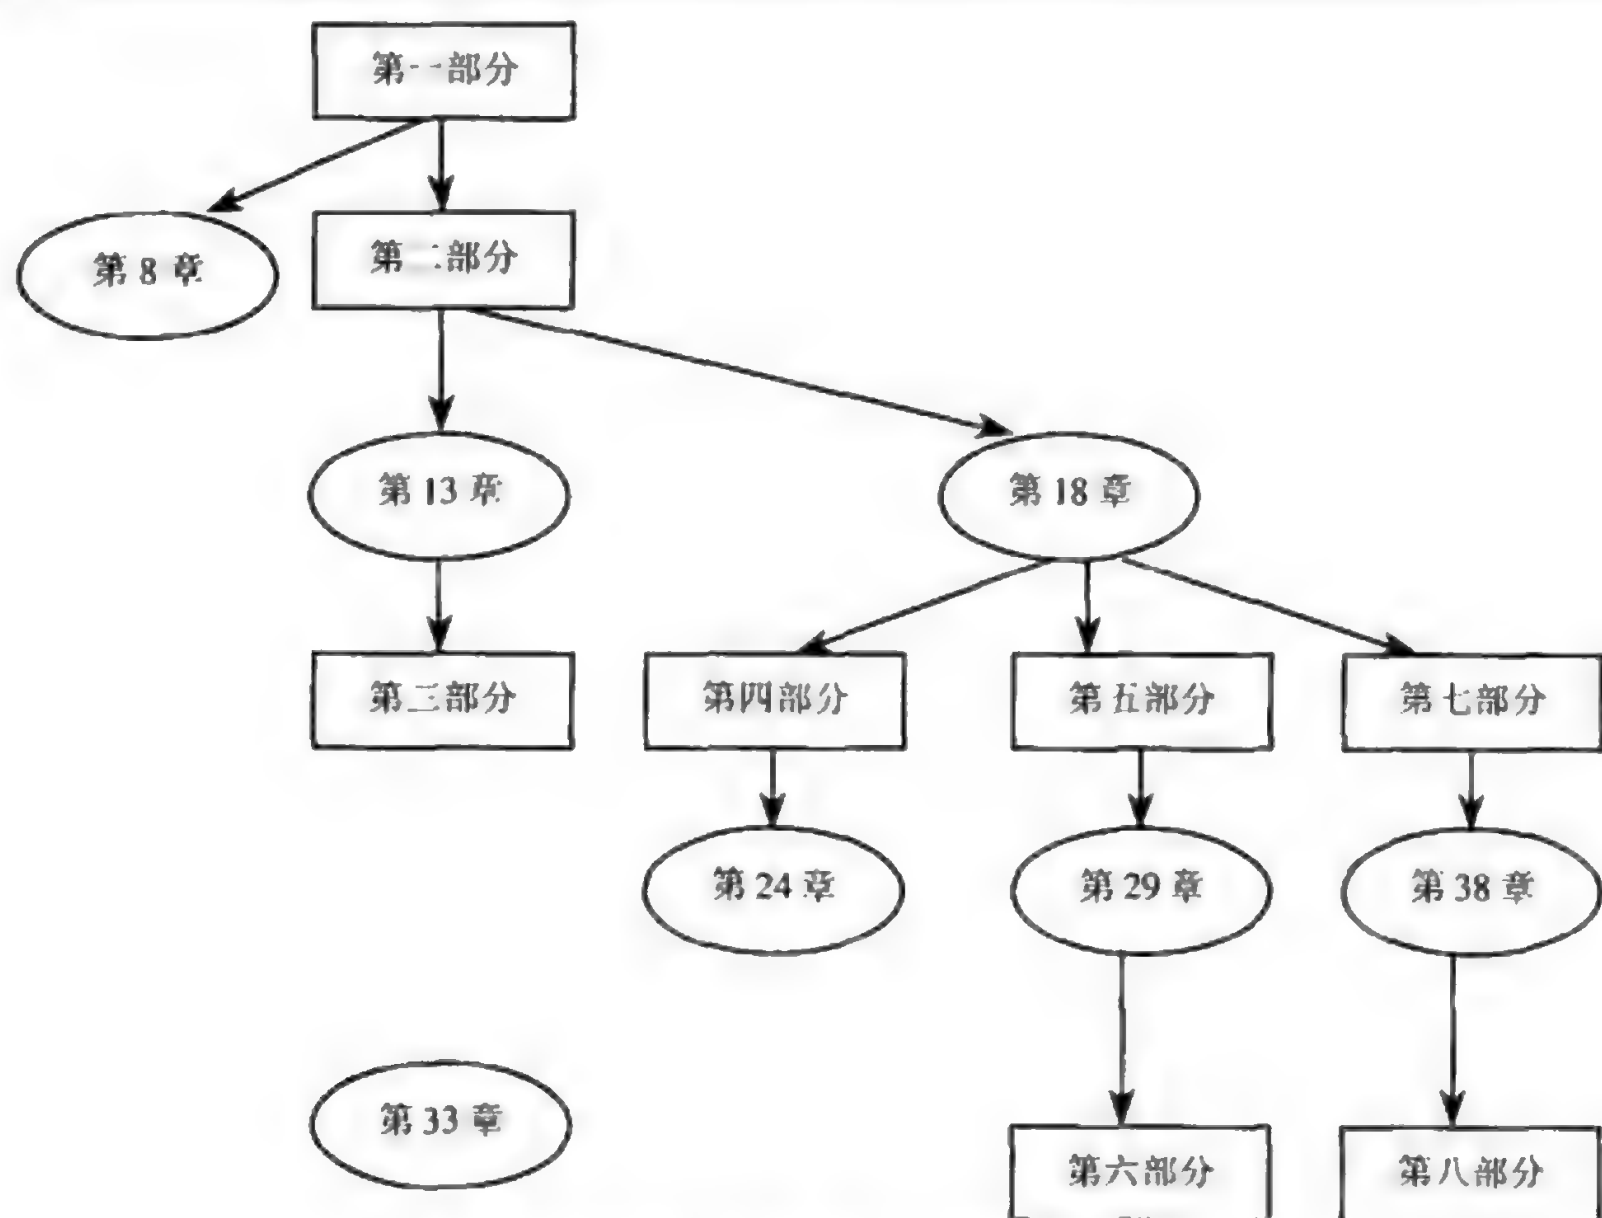 第一部分
第8章
第二部分
第13章
第18章
第三部分
第四部分
第五部分
第七部分
第24章
第29章
第38章
第33章
第六部分
第八部分